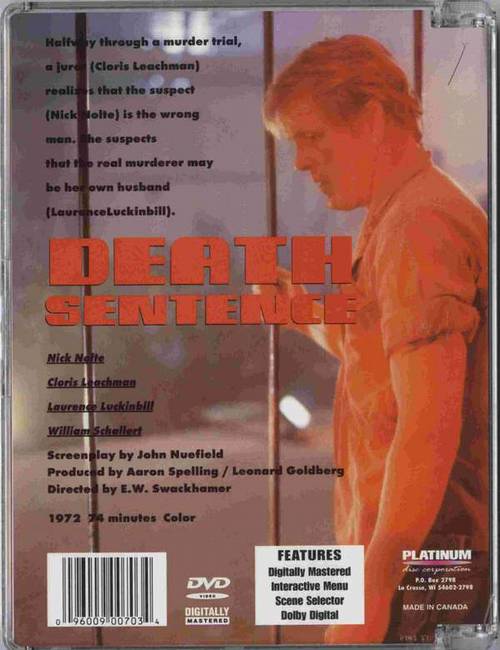 Halfway through a murder trial,
a juror (Cloris Leachman)
realizes that the suspect
(Nick Nolte) is the wrong
man. She suspects
that the real murderer may
be her own husband
(LaurenceLuckinbill).
DEATH
SENTENCE
Nick Nolte
Cloris Leachman
Laurence Luckinbill
William Schallert
Screenplay by John Nuefield
Produced by Aaron Spelling / Leonard Goldberg
Directed by E.W. Swackhamer
1972 74 minutes Color
0 96009 00703 4
DVD
VIDEO
DIGITALLY
MASTERED
FEATURES
Digitally Mastered
Interactive Menu
Scene Selector
Dolby Digital
PLATINUM
disc corporation
P.O. Box 2798
La Crosse, WI 54602-2798
MADE IN CANADA